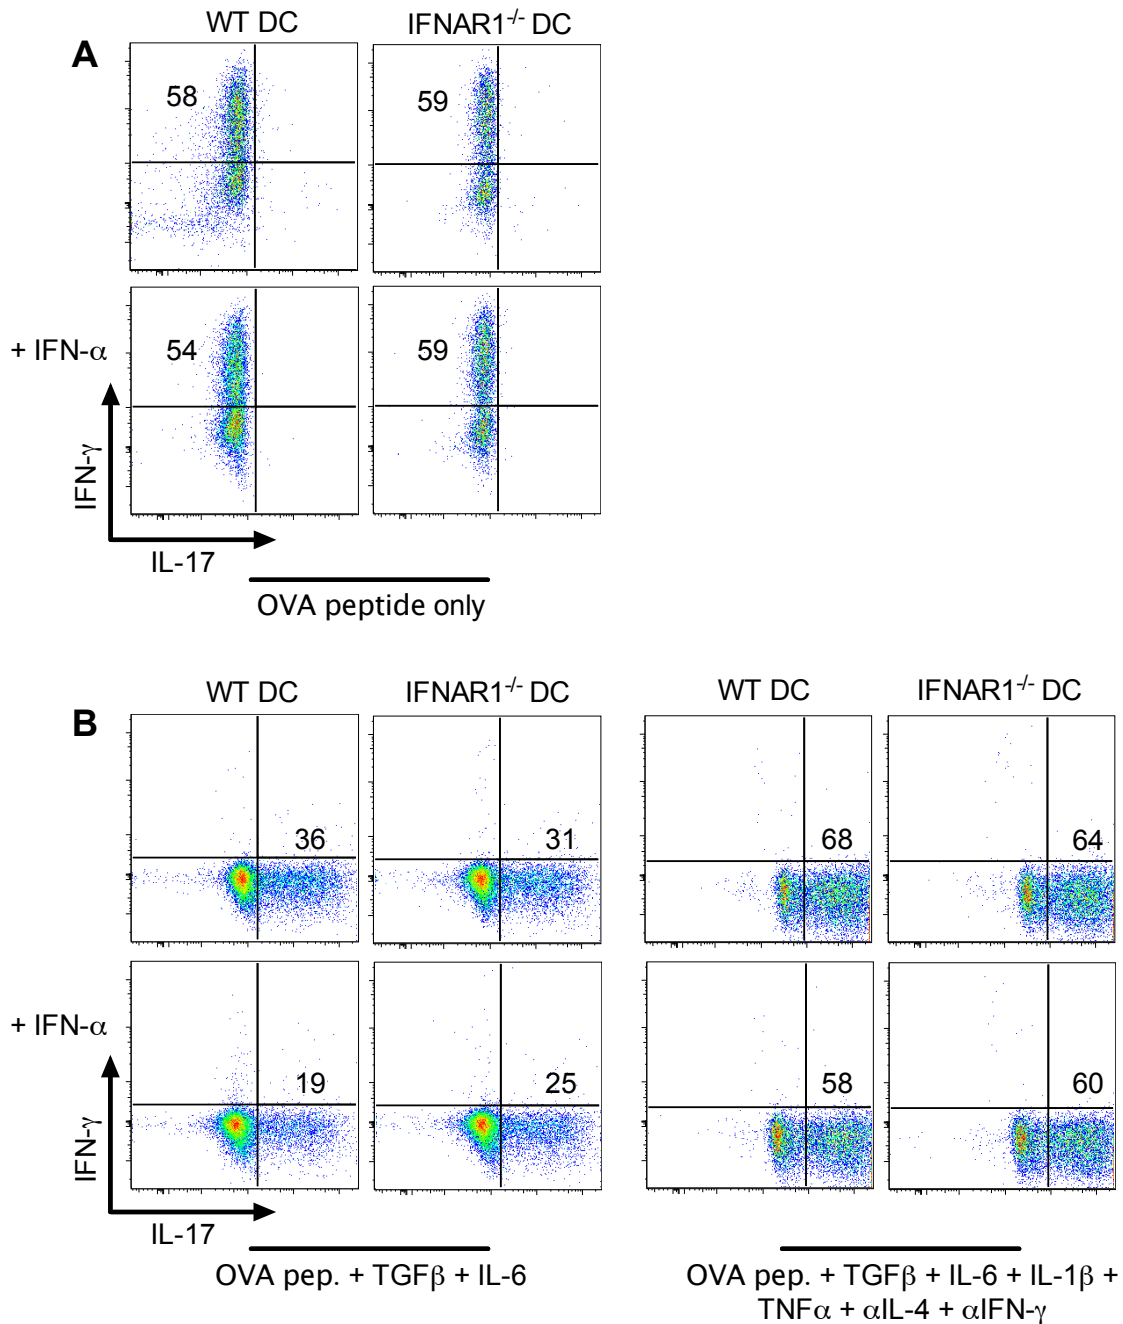 WT DC IFNAR1-/- DC
A
58 59
+ IFN-α 54 59
IFN-γ
IL-17
OVA peptide only
WT DC IFNAR1-/- DC WT DC IFNAR1-/- DC
B
36 31 68 64
+ IFN-α
19 25 58 60
IFN-γ
IL-17
OVA pep. + TGFβ + IL-6
OVA pep. + TGFβ + IL-6 + IL-1β +
TNFα + αIL-4 + αIFN-γ